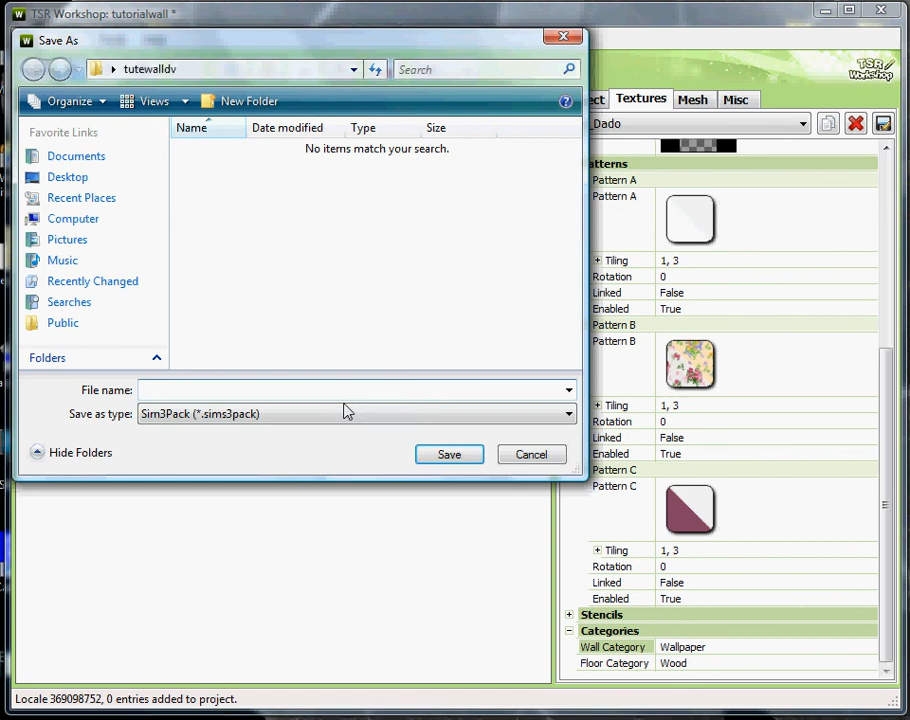 TSR Workshop: tutorialwall *
Save As
tutewalldv
Search
Organize
Views
New Folder
Favorite Links
Documents
Desktop
Recent Places
Computer
Pictures
Music
Recently Changed
Searches
Public
Folders
Name
Date modified
Type
Size
No items match your search.
File name:
Save as type:
Sim3Pack (*.sims3pack)
Hide Folders
Save
Cancel
TSR
Workshop
ect
Textures
Mesh
Misc
_Dado
atterns
Pattern A
Pattern A
Tiling
1, 3
Rotation
0
Linked
False
Enabled
True
Pattern B
Pattern B
Tiling
1, 3
Rotation
0
Linked
False
Enabled
True
Pattern C
Pattern C
Tiling
1, 3
Rotation
0
Linked
False
Enabled
True
Stencils
Categories
Wall Category
Wallpaper
Floor Category
Wood
Locale 369098752, 0 entries added to project.